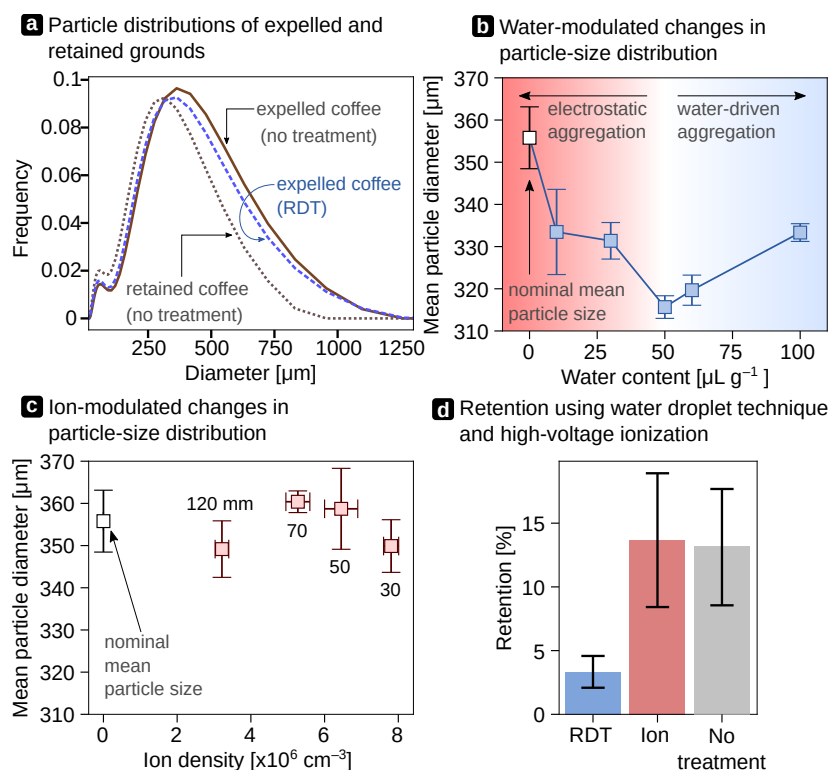 a Particle distributions of expelled and
retained grounds
0.1
0.08
0.06
0.04
0.02
0
Frequency
expelled coffee
(no treatment)
expelled coffee
(RDT)
retained coffee
(no treatment)
250 500 750 1000 1250
Diameter [µm]
b Water-modulated changes in
particle-size distribution
370
360
350
340
330
320
310
Mean particle diameter [µm]
electrostatic
aggregation
water-driven
aggregation
nominal mean
particle size
0 25 50 75 100
Water content [µL g⁻¹ ]
c Ion-modulated changes in
particle-size distribution
370
360
350
340
330
320
310
Mean particle diameter [µm]
120 mm
70
50
30
nominal
mean
particle size
0 2 4 6 8
Ion density [x10⁶ cm⁻³]
d Retention using water droplet technique
and high-voltage ionization
15
10
5
0
Retention [%]
RDT Ion No
treatment